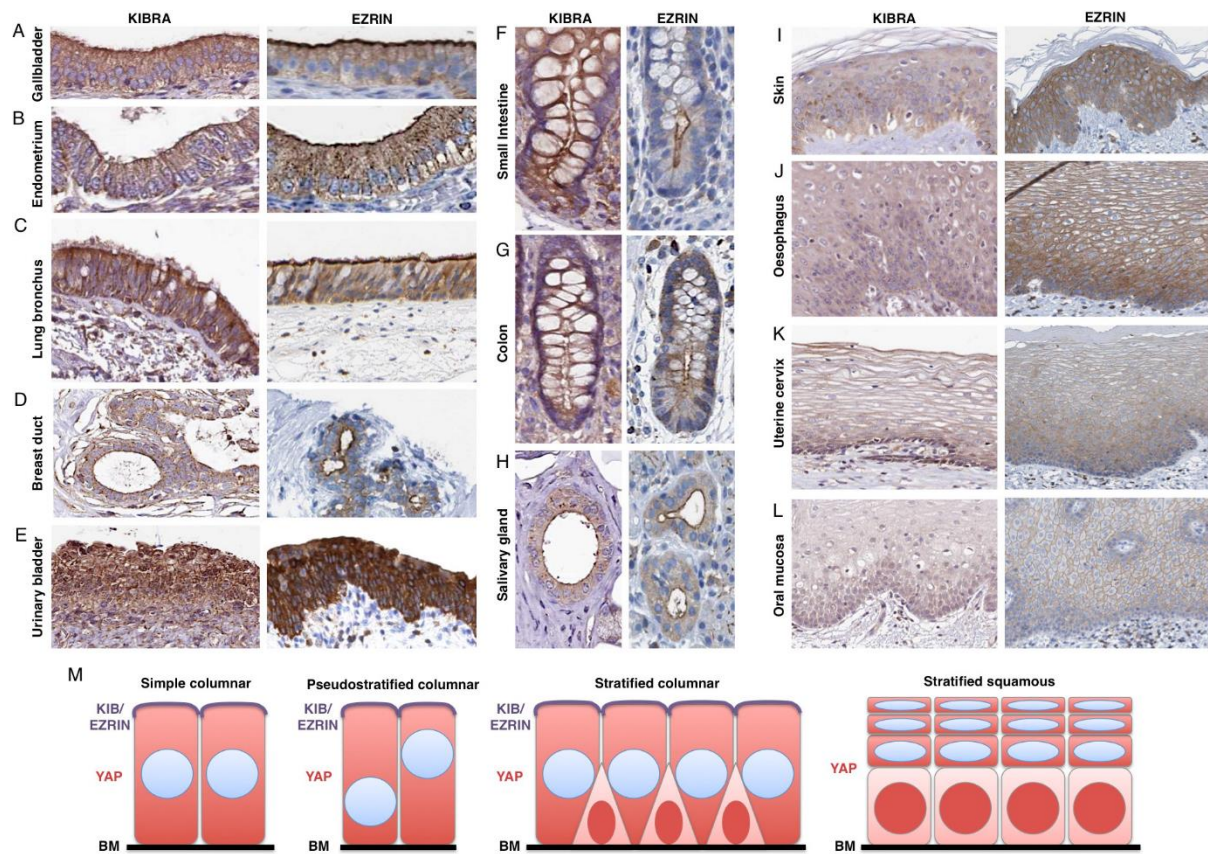 KIBRA EZRIN
A Gallbladder
B Endometrium
C Lung bronchus
D Breast duct
E Urinary bladder
KIBRA EZRIN
F Small Intestine
G Colon
H Salivary gland
KIBRA EZRIN
I Skin
J Oesophagus
K Uterine cervix
L Oral mucosa
M
Simple columnar
KIB/
EZRIN
YAP
BM
Pseudostratified columnar
KIB/
EZRIN
YAP
BM
Stratified columnar
KIB/
EZRIN
YAP
BM
Stratified squamous
YAP
BM